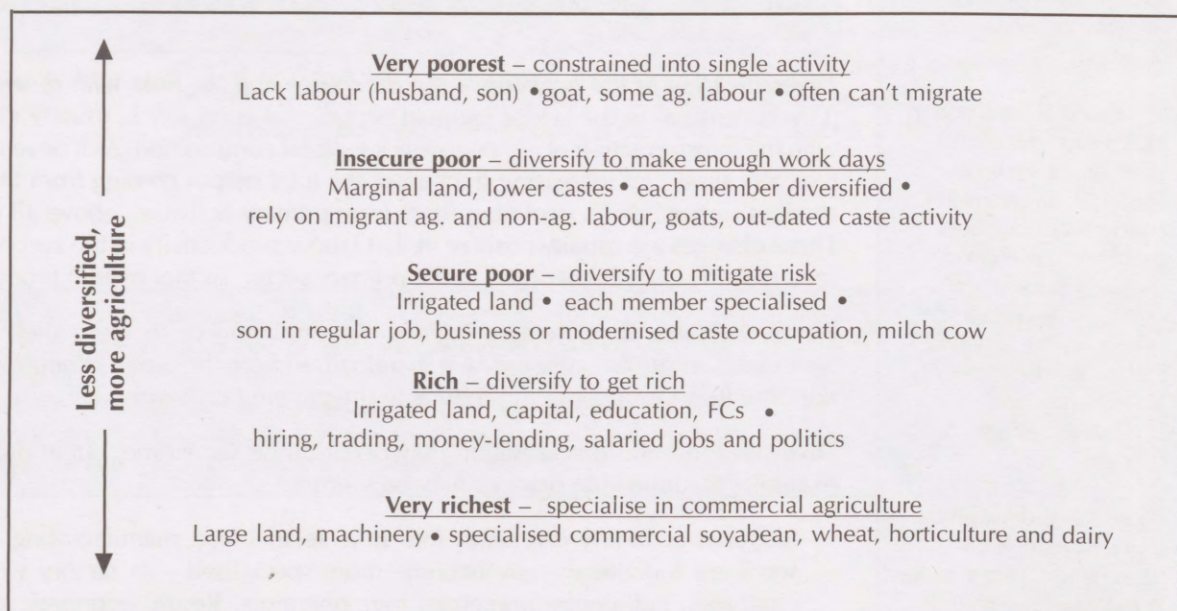 Less diversified,
more agriculture
Very poorest – constrained into single activity
Lack labour (husband, son) • goat, some ag. labour • often can't migrate
Insecure poor – diversify to make enough work days
Marginal land, lower castes • each member diversified •
rely on migrant ag. and non-ag. labour, goats, out-dated caste activity
Secure poor – diversify to mitigate risk
Irrigated land • each member specialised •
son in regular job, business or modernised caste occupation, milch cow
Rich – diversify to get rich
Irrigated land, capital, education, FCs •
hiring, trading, money-lending, salaried jobs and politics
Very richest – specialise in commercial agriculture
Large land, machinery • specialised commercial soyabean, wheat, horticulture and dairy